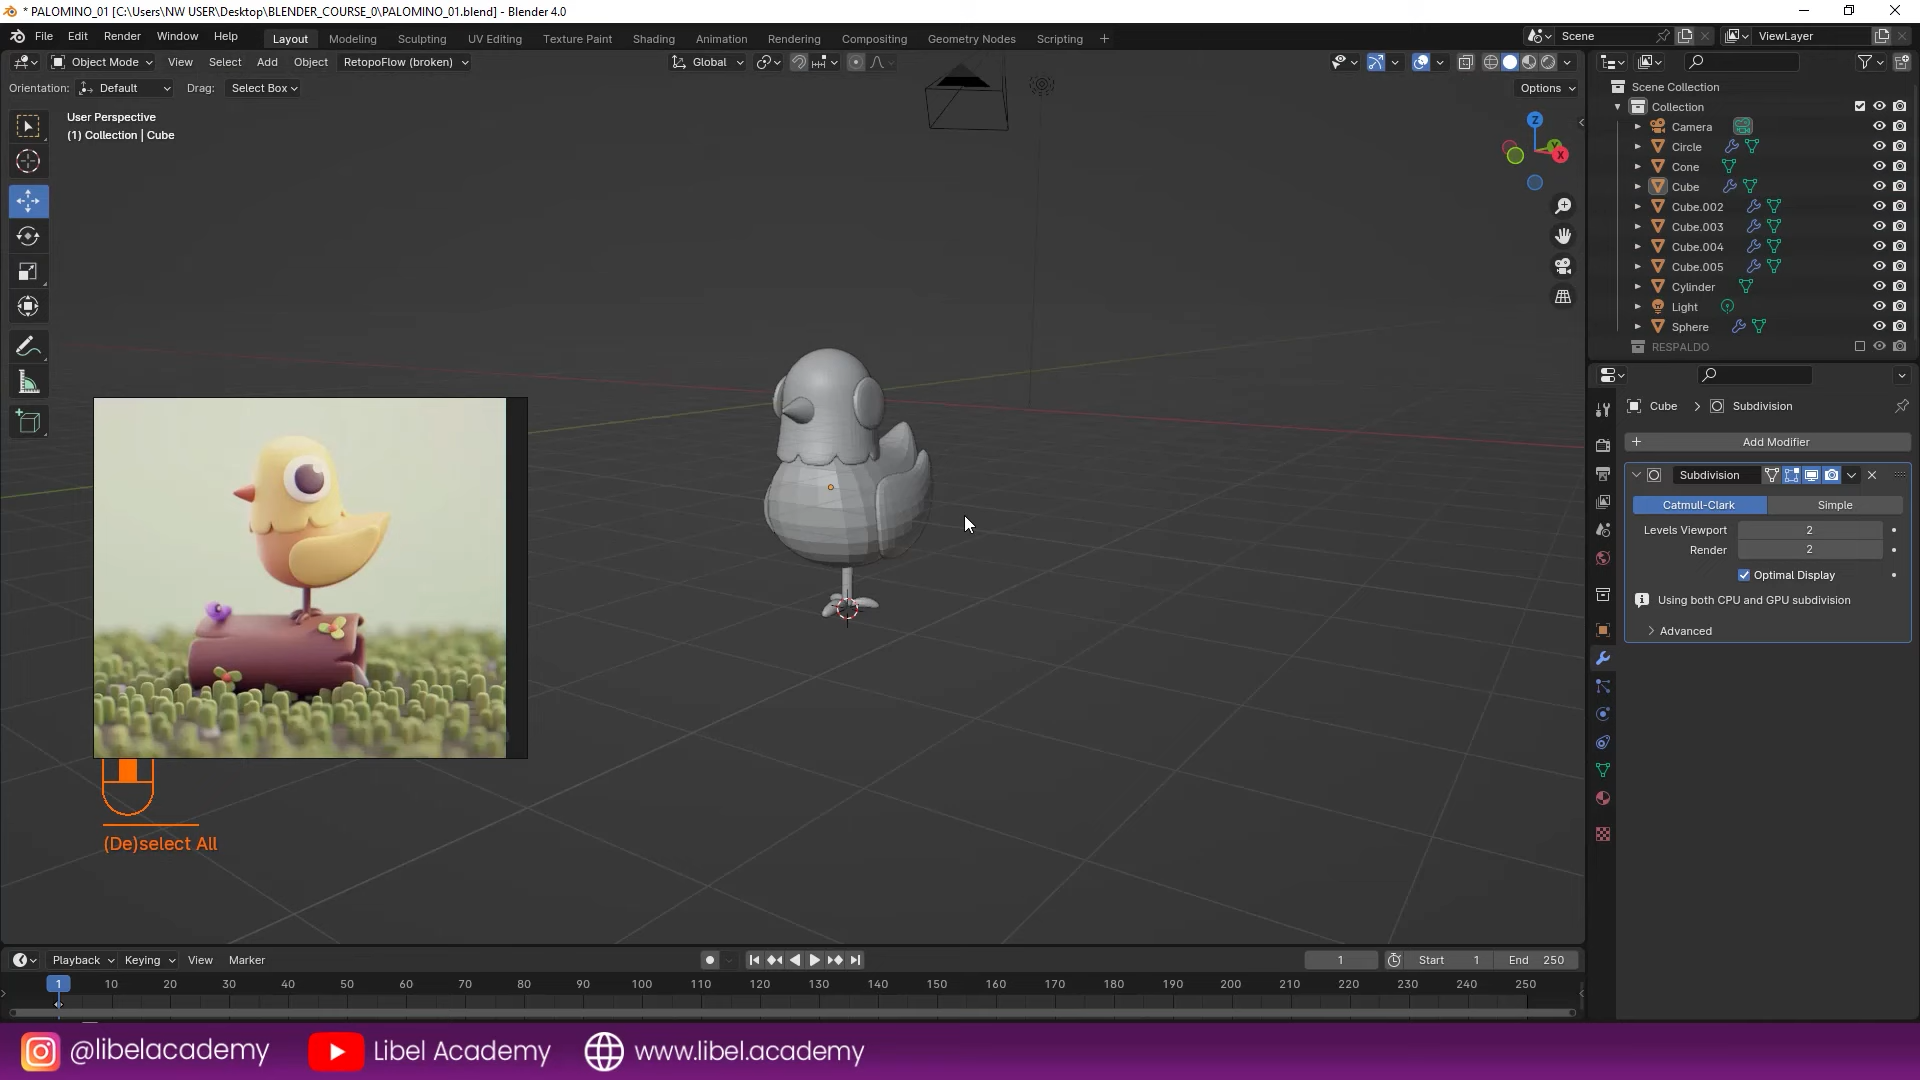 * PALOMINO_01 [C:\Users\NW USER\Desktop\BLENDER_COURSE_0\PALOMINO_01.blend] - Blender 4.0
File Edit Render Window Help Layout Modeling Sculpting UV Editing Texture Paint Shading Animation Rendering Compositing Geometry Nodes Scripting + Scene ViewLayer
Object Mode View Select Add Object RetopoFlow (broken) Global
Orientation: Default Drag: Select Box Options
User Perspective
(1) Collection | Cube
Z
Y
X
Scene Collection
Collection
Camera
Circle
Cone
Cube
Cube.002
Cube.003
Cube.004
Cube.005
Cylinder
Light
Sphere
RESPALDO
Cube > Subdivision
+ Add Modifier
Subdivision
Catmull-Clark Simple
Levels Viewport 2
Render 2
Optimal Display
Using both CPU and GPU subdivision
Advanced
(De)select All
Playback Keying View Marker 1 Start 1 End 250
1 10 20 30 40 50 60 70 80 90 100 110 120 130 140 150 160 170 180 190 200 210 220 230 240 250
@libelacademy Libel Academy www.libel.academy